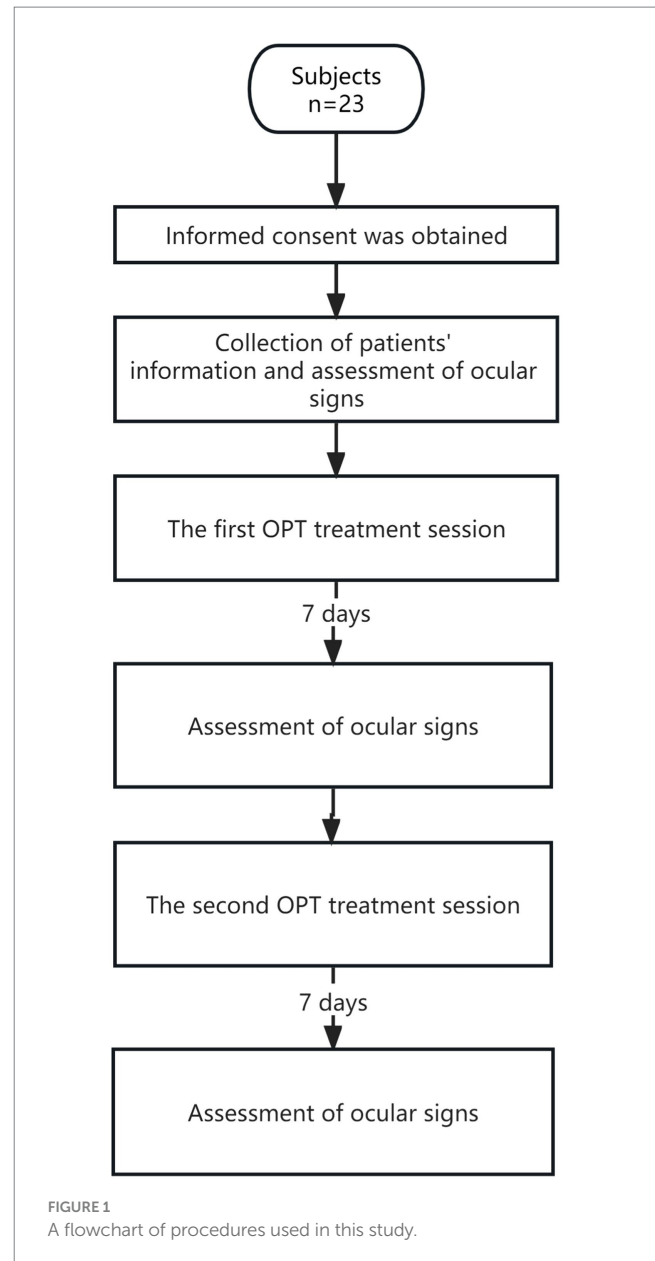 Subjects
n=23
Informed consent was obtained
Collection of patients'
information and assessment of ocular
signs
The first OPT treatment session
7 days
Assessment of ocular signs
The second OPT treatment session
7 days
Assessment of ocular signs
FIGURE 1
A flowchart of procedures used in this study.